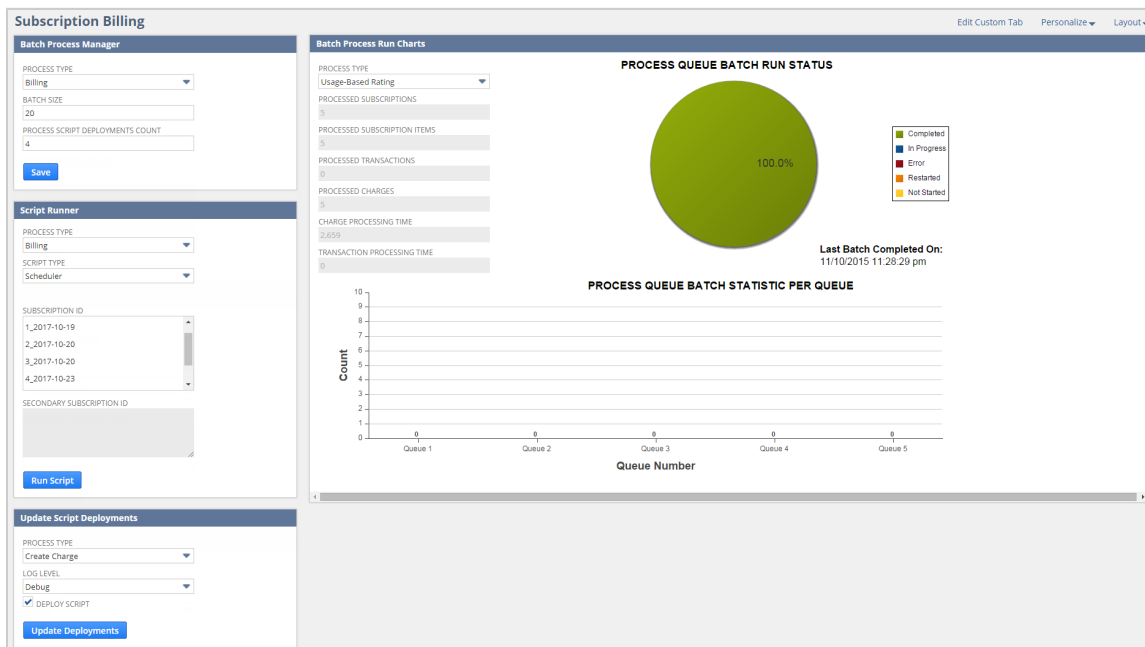 Subscription Billing
Edit Custom Tab Personalize Layout
Batch Process Manager
PROCESS TYPE
Billing
BATCH SIZE
20
PROCESS SCRIPT DEPLOYMENTS COUNT
4
Save
Script Runner
PROCESS TYPE
Billing
SCRIPT TYPE
Scheduler
SUBSCRIPTION ID
1_2017-10-19
2_2017-10-20
3_2017-10-20
4_2017-10-23
SECONDARY SUBSCRIPTION ID
Run Script
Update Script Deployments
PROCESS TYPE
Create Charge
LOG LEVEL
Debug
DEPLOY SCRIPT
Update Deployments
Batch Process Run Charts
PROCESS TYPE
Usage-Based Rating
PROCESSED SUBSCRIPTIONS
5
PROCESSED SUBSCRIPTION ITEMS
5
PROCESSED TRANSACTIONS
0
PROCESSED CHARGES
5
CHARGE PROCESSING TIME
2,659
TRANSACTION PROCESSING TIME
0
PROCESS QUEUE BATCH RUN STATUS
100.0%
Completed
In Progress
Error
Restarted
Not Started
Last Batch Completed On:
11/10/2015 11:28:29 pm
PROCESS QUEUE BATCH STATISTIC PER QUEUE
Count
10
9
8
7
6
5
4
3
2
1
0
0 0 0 0 0
Queue 1 Queue 2 Queue 3 Queue 4 Queue 5
Queue Number